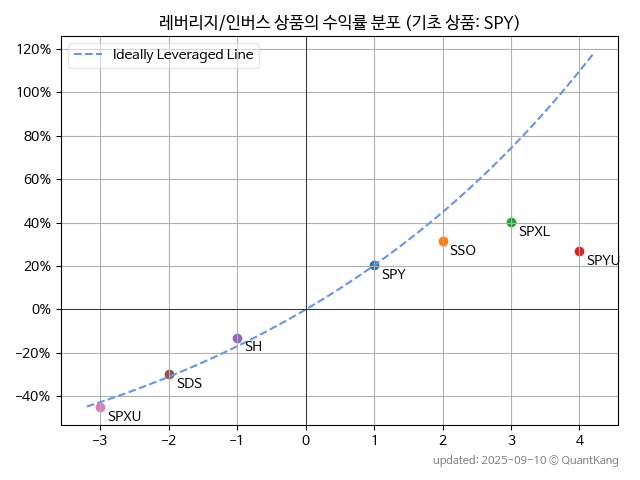 레버리지/인버스 상품의 수익률 분포 (기초 상품: SPY)
120%
Ideally Leveraged Line
100%
80%
60%
40%
SPXL
SSO
20%
SPY
SPYU
0%
SH
−20%
SDS
−40%
SPXU
−3 −2 −1 0 1 2 3 4
updated: 2025-09-10 © QuantKang